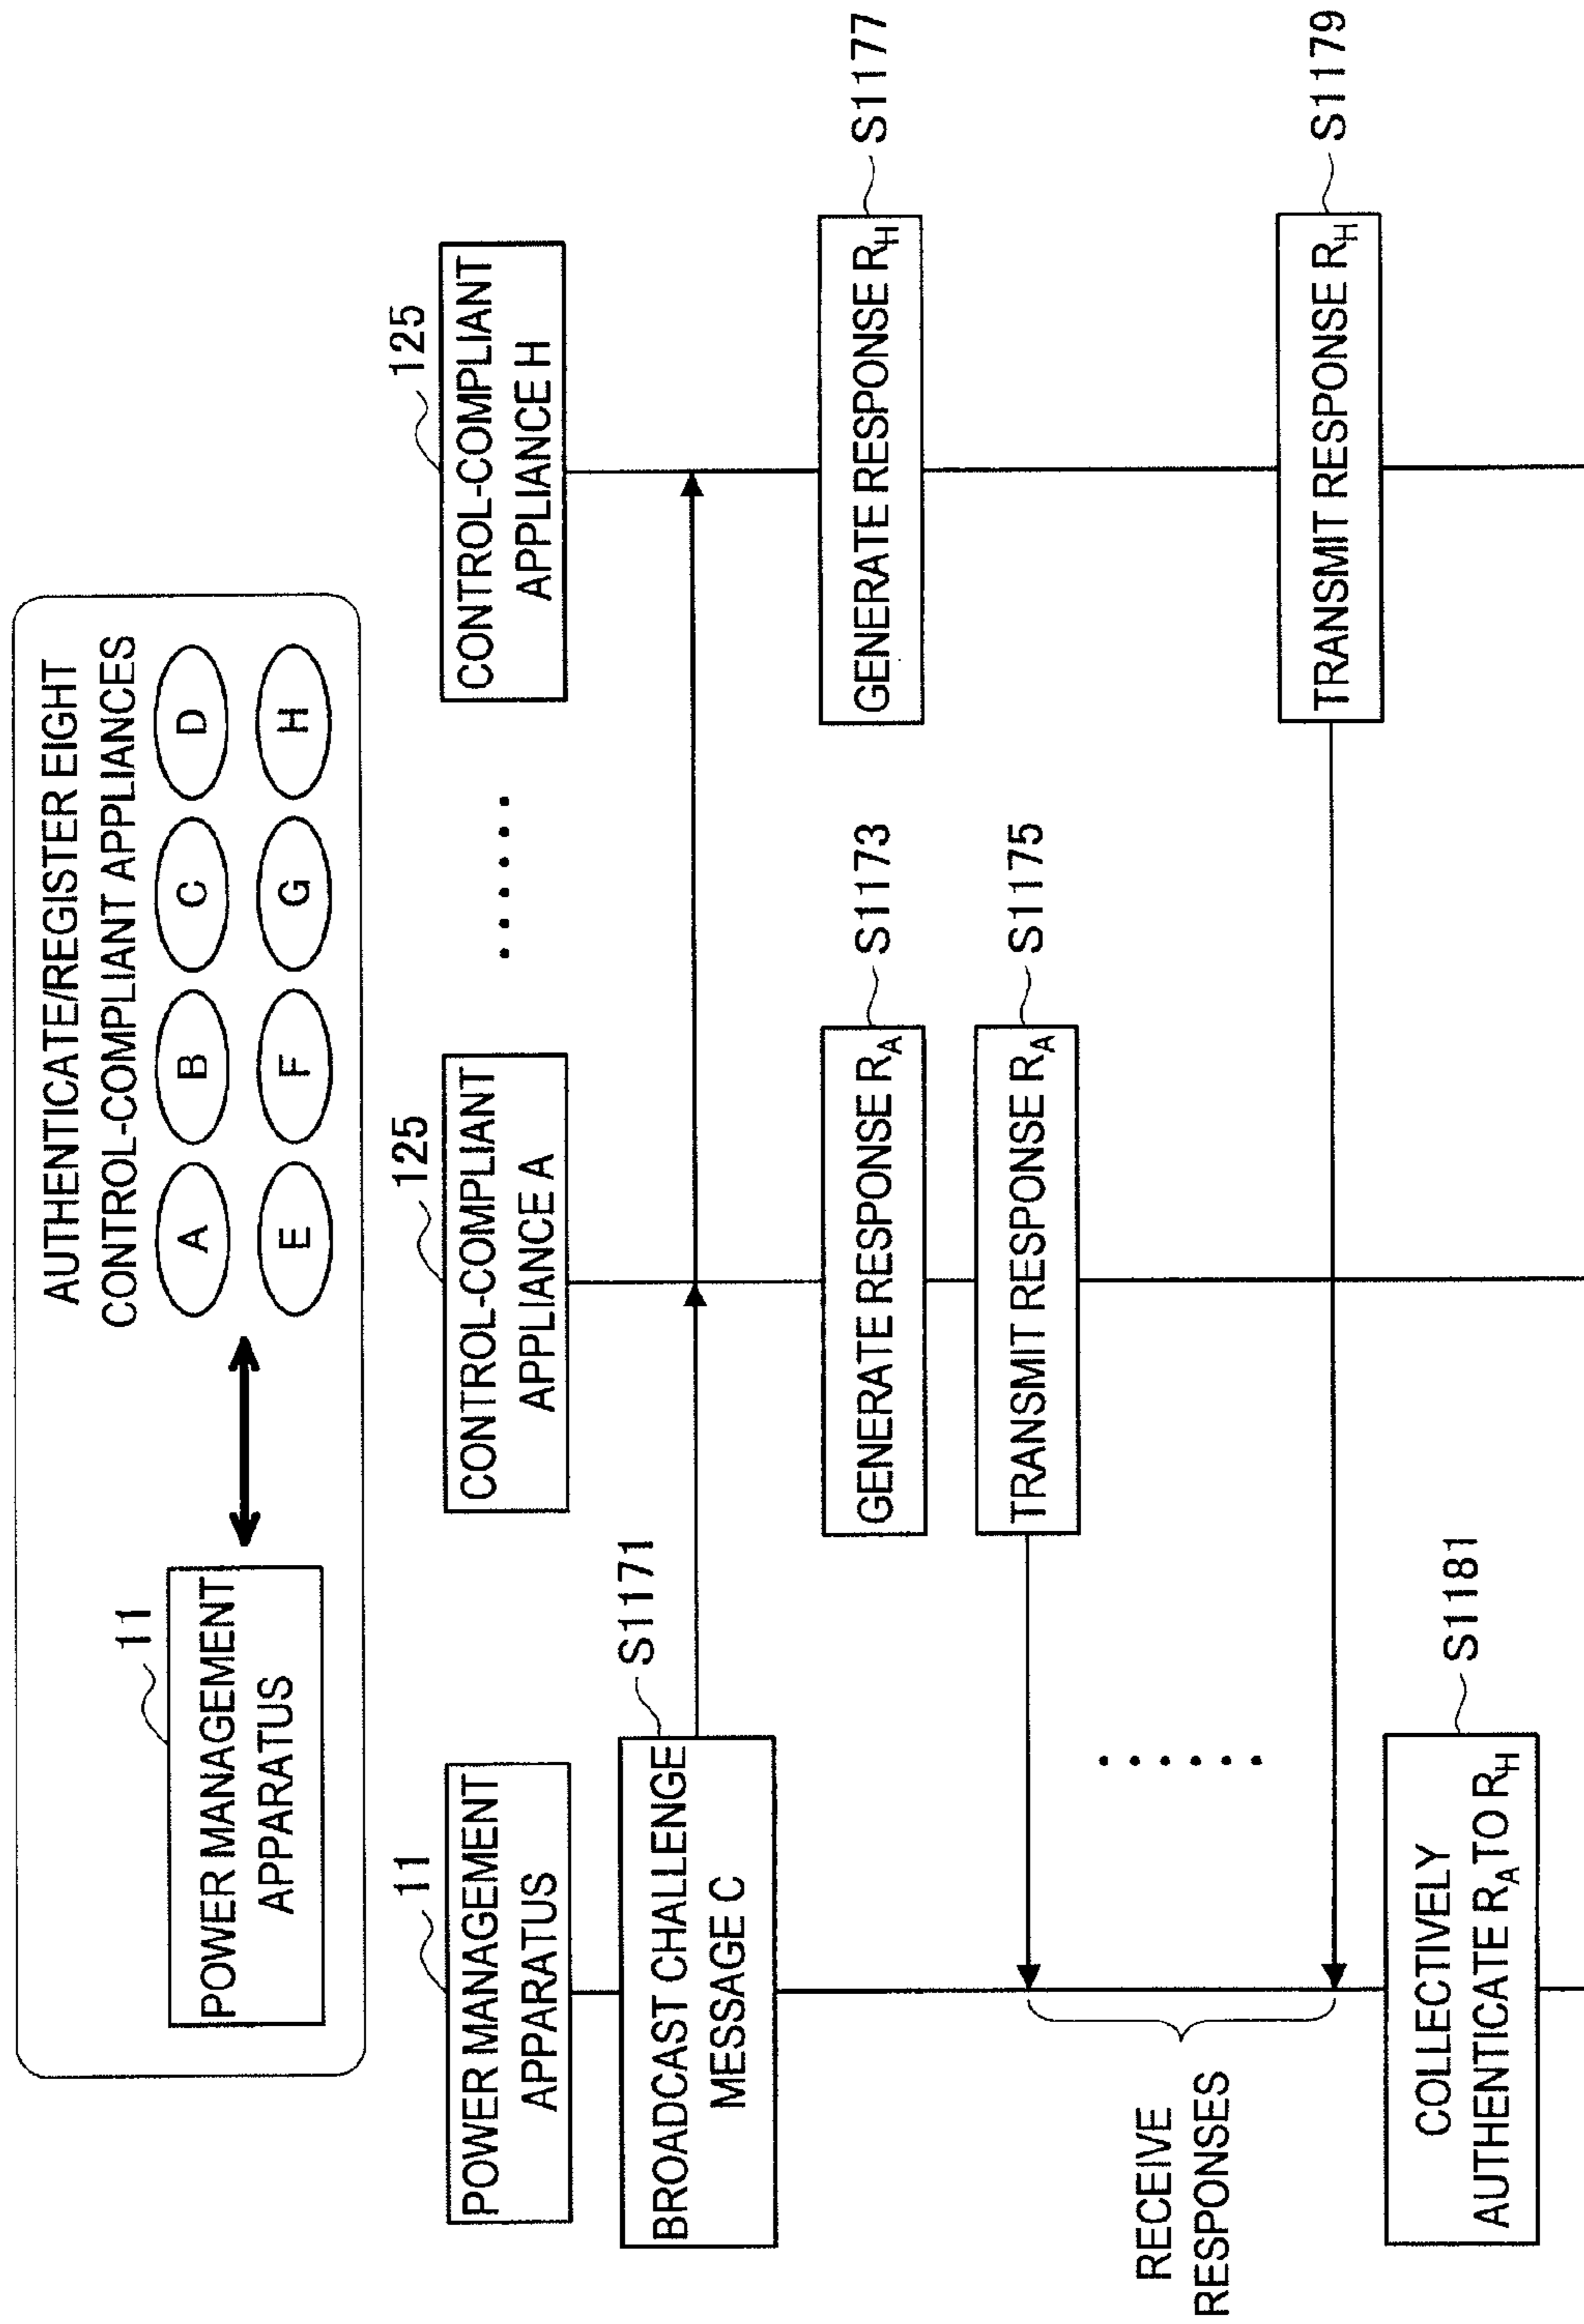 AUTHENTICATE/REGISTER EIGHT
CONTROL-COMPLIANT APPLIANCES
11
POWER MANAGEMENT
APPARATUS
A B C D
E F G H
11
POWER MANAGEMENT
APPARATUS
125
CONTROL-COMPLIANT
APPLIANCE A
......
125
CONTROL-COMPLIANT
APPLIANCE H
BROADCAST CHALLENGE
MESSAGE C
S1171
GENERATE RESPONSE RA
S1173
GENERATE RESPONSE RH
S1177
TRANSMIT RESPONSE RA
S1175
RECEIVE
RESPONSES
......
TRANSMIT RESPONSE RH
S1179
COLLECTIVELY
AUTHENTICATE RA TO RH
S1181